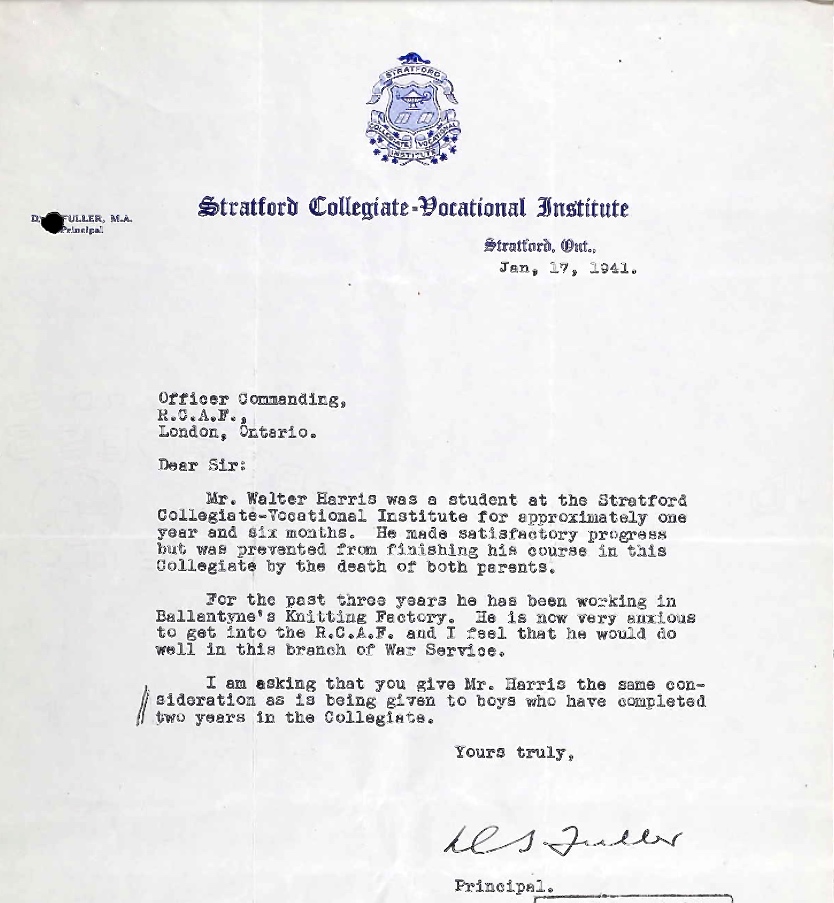 STRATFORD
COLLEGIATE VOCATIONAL
INSTITUTE
Stratford Collegiate-Vocational Institute
FULLER, M.A.
Principal
Stratford, Ont.,
Jan, 17, 1941.
Officer Commanding,
R.C.A.F.,
London, Ontario.
Dear Sir:
Mr. Walter Harris was a student at the Stratford
Collegiate-Vocational Institute for approximately one
year and six months. He made satisfactory progress
but was prevented from finishing his course in this
Collegiate by the death of both parents.
For the past three years he has been working in
Ballantyne's Knitting Factory. He is now very anxious
to get into the R.C.A.F. and I feel that he would do
well in this branch of War Service.
I am asking that you give Mr. Harris the same con-
sideration as is being given to boys who have completed
two years in the Collegiate.
Yours truly,
D S Fuller
Principal.